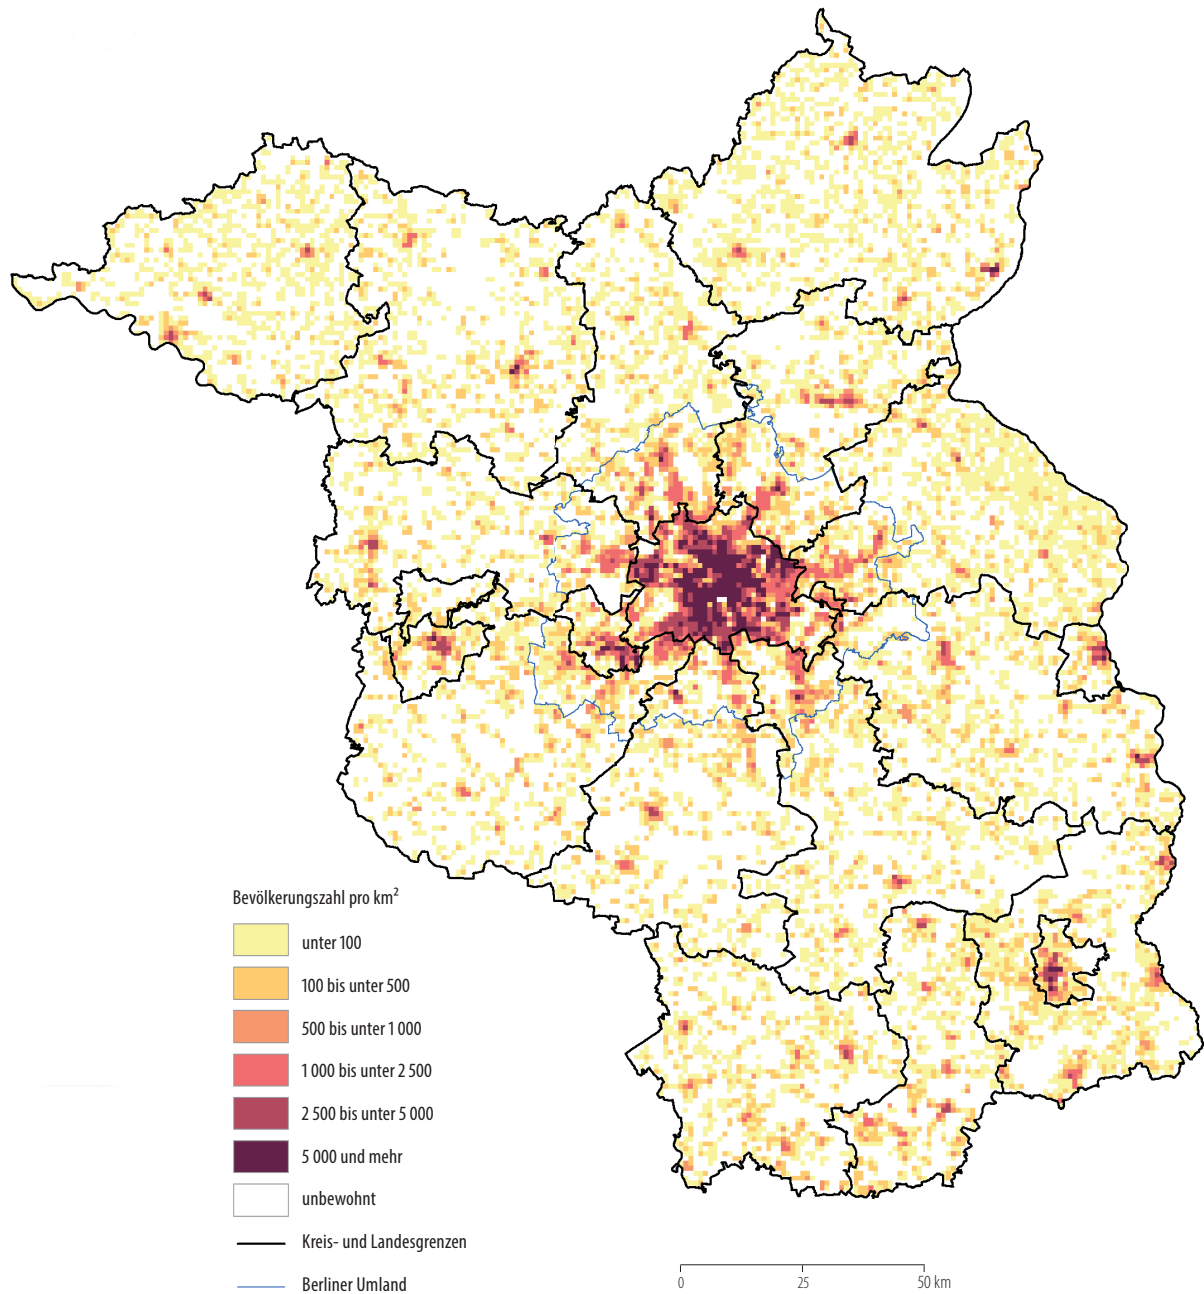 Bevölkerungszahl pro km²
unter 100
100 bis unter 500
500 bis unter 1 000
1 000 bis unter 2 500
2 500 bis unter 5 000
5 000 und mehr
unbewohnt
Kreis- und Landesgrenzen
Berliner Umland
0 25 50 km